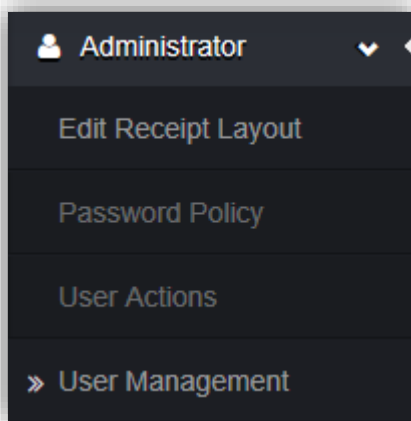 Administrator
Edit Receipt Layout
Password Policy
User Actions
User Management